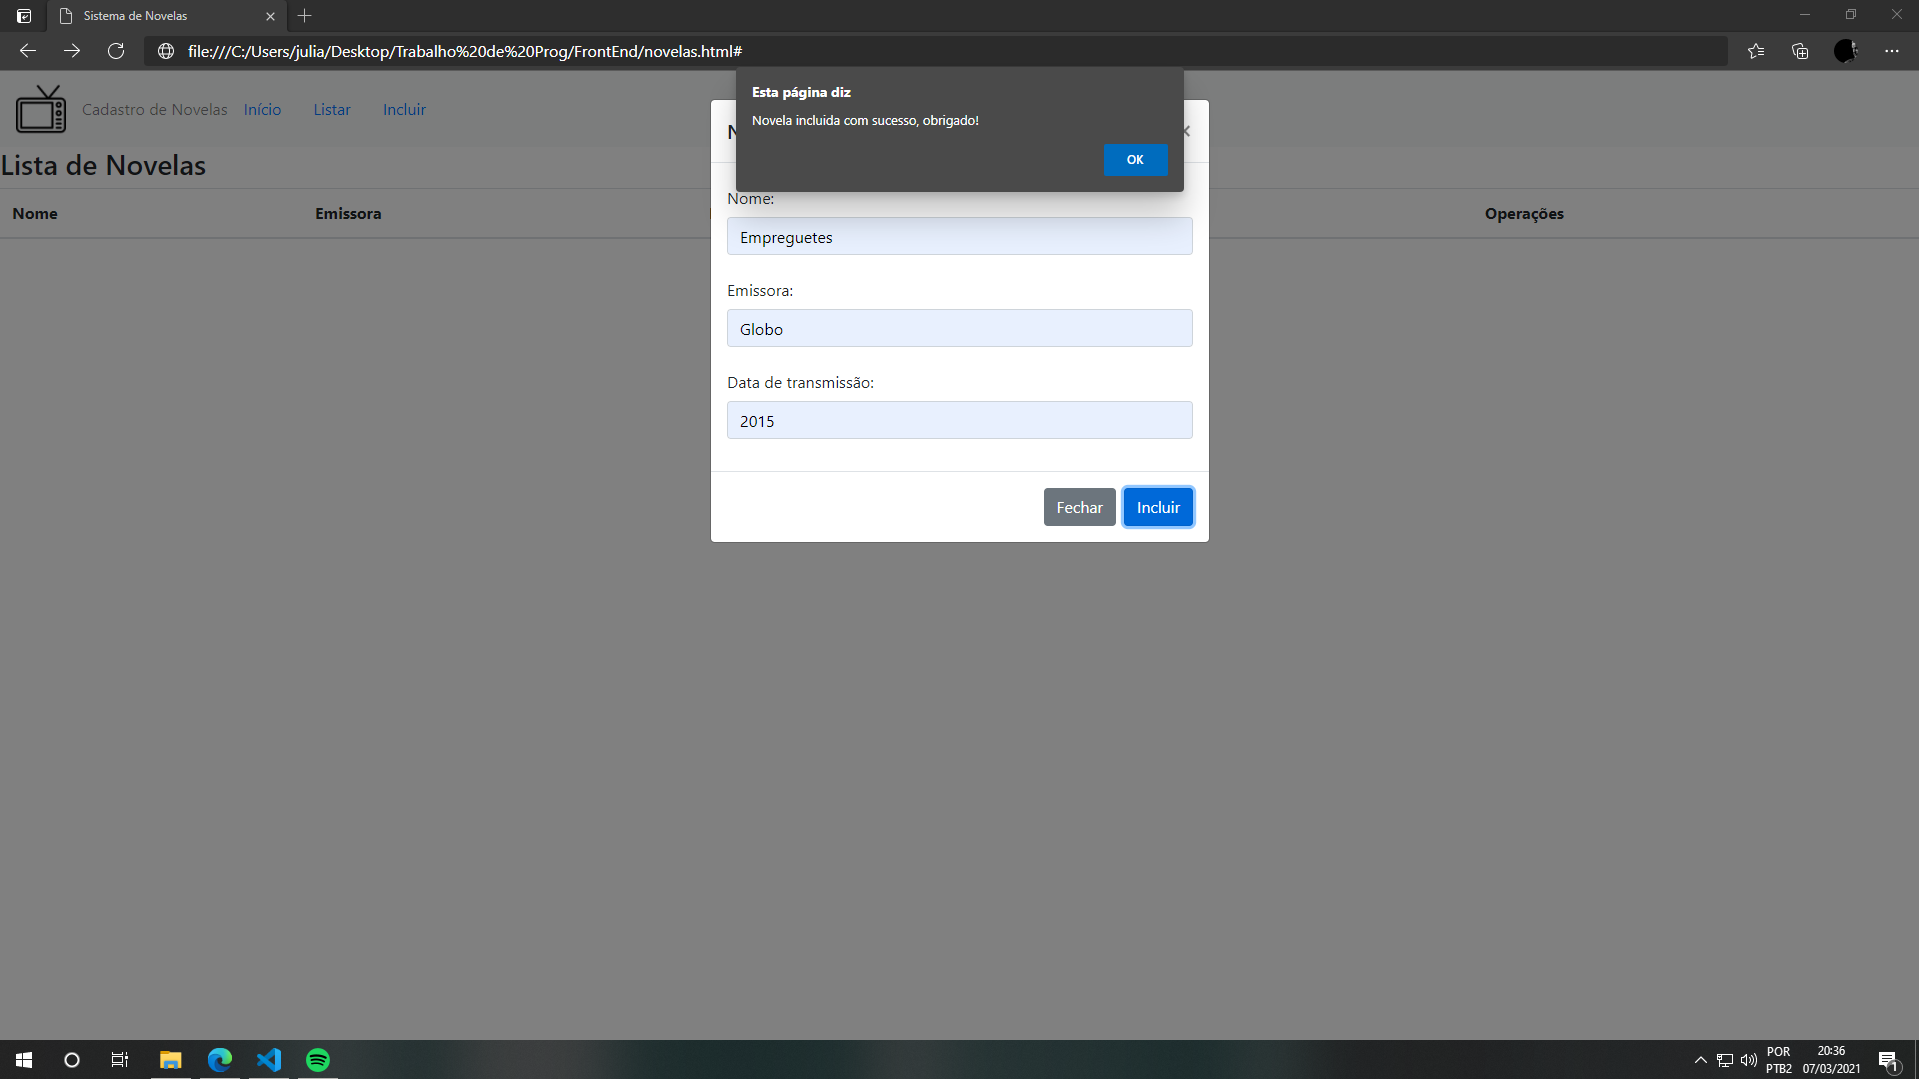 Sistema de Novelas
file:///C:/Users/julia/Desktop/Trabalho%20de%20Prog/FrontEnd/novelas.html#
Esta página diz
Novela incluida com sucesso, obrigado!
OK
Cadastro de Novelas Início Listar Incluir
N
Lista de Novelas
Nome Emissora Operações
Nome:
Empreguetes
Emissora:
Globo
Data de transmissão:
2015
Fechar Incluir
POR 20:36
PTB2 07/03/2021
1